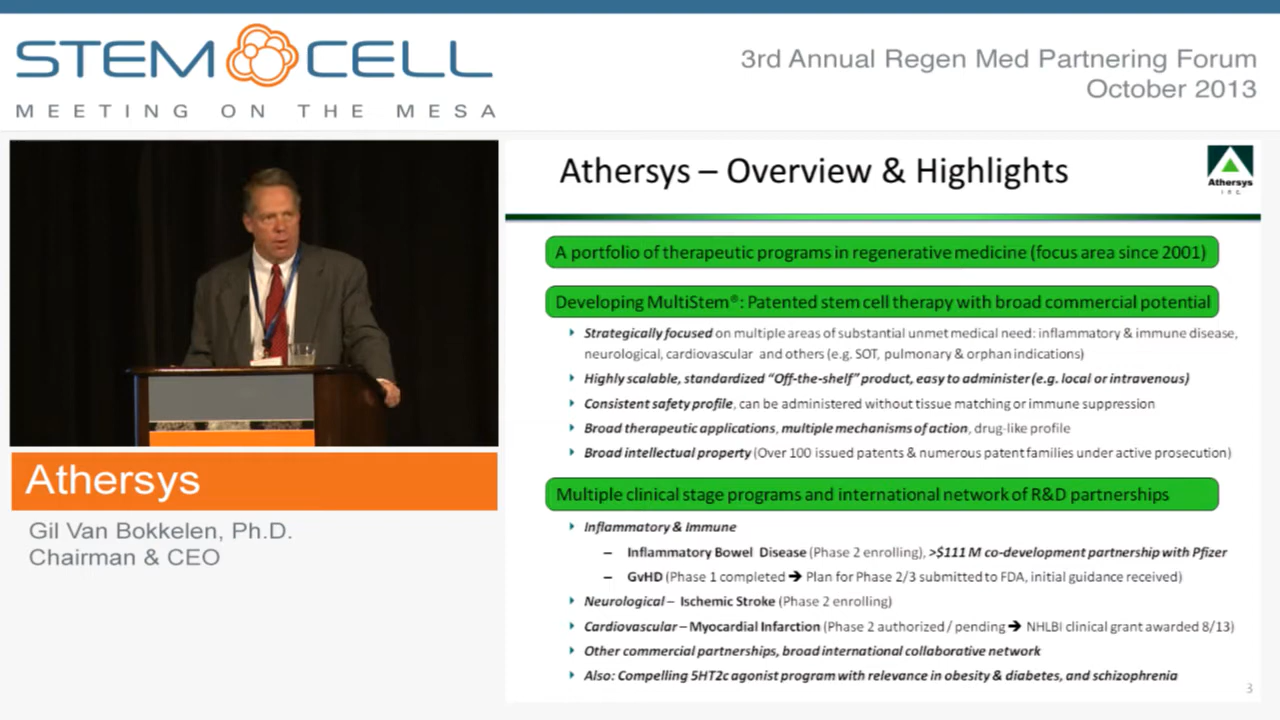 STEM CELL
MEETING ON THE MESA
3rd Annual Regen Med Partnering Forum
October 2013
Athersys – Overview & Highlights
Athersys
Inc.
A portfolio of therapeutic programs in regenerative medicine (focus area since 2001)
Developing MultiStem®: Patented stem cell therapy with broad commercial potential
Strategically focused on multiple areas of substantial unmet medical need: inflammatory & immune disease,
neurological, cardiovascular and others (e.g. SOT, pulmonary & orphan indications)
Highly scalable, standardized “Off-the-shelf” product, easy to administer (e.g. local or intravenous)
Consistent safety profile, can be administered without tissue matching or immune suppression
Broad therapeutic applications, multiple mechanisms of action, drug-like profile
Broad intellectual property (Over 100 issued patents & numerous patent families under active prosecution)
Multiple clinical stage programs and international network of R&D partnerships
Inflammatory & Immune
– Inflammatory Bowel Disease (Phase 2 enrolling), >$111 M co-development partnership with Pfizer
– GvHD (Phase 1 completed → Plan for Phase 2/3 submitted to FDA, initial guidance received)
Neurological – Ischemic Stroke (Phase 2 enrolling)
Cardiovascular – Myocardial Infarction (Phase 2 authorized / pending → NHLBI clinical grant awarded 8/13)
Other commercial partnerships, broad international collaborative network
Also: Compelling 5HT2c agonist program with relevance in obesity & diabetes, and schizophrenia
3
Athersys
Gil Van Bokkelen, Ph.D.
Chairman & CEO